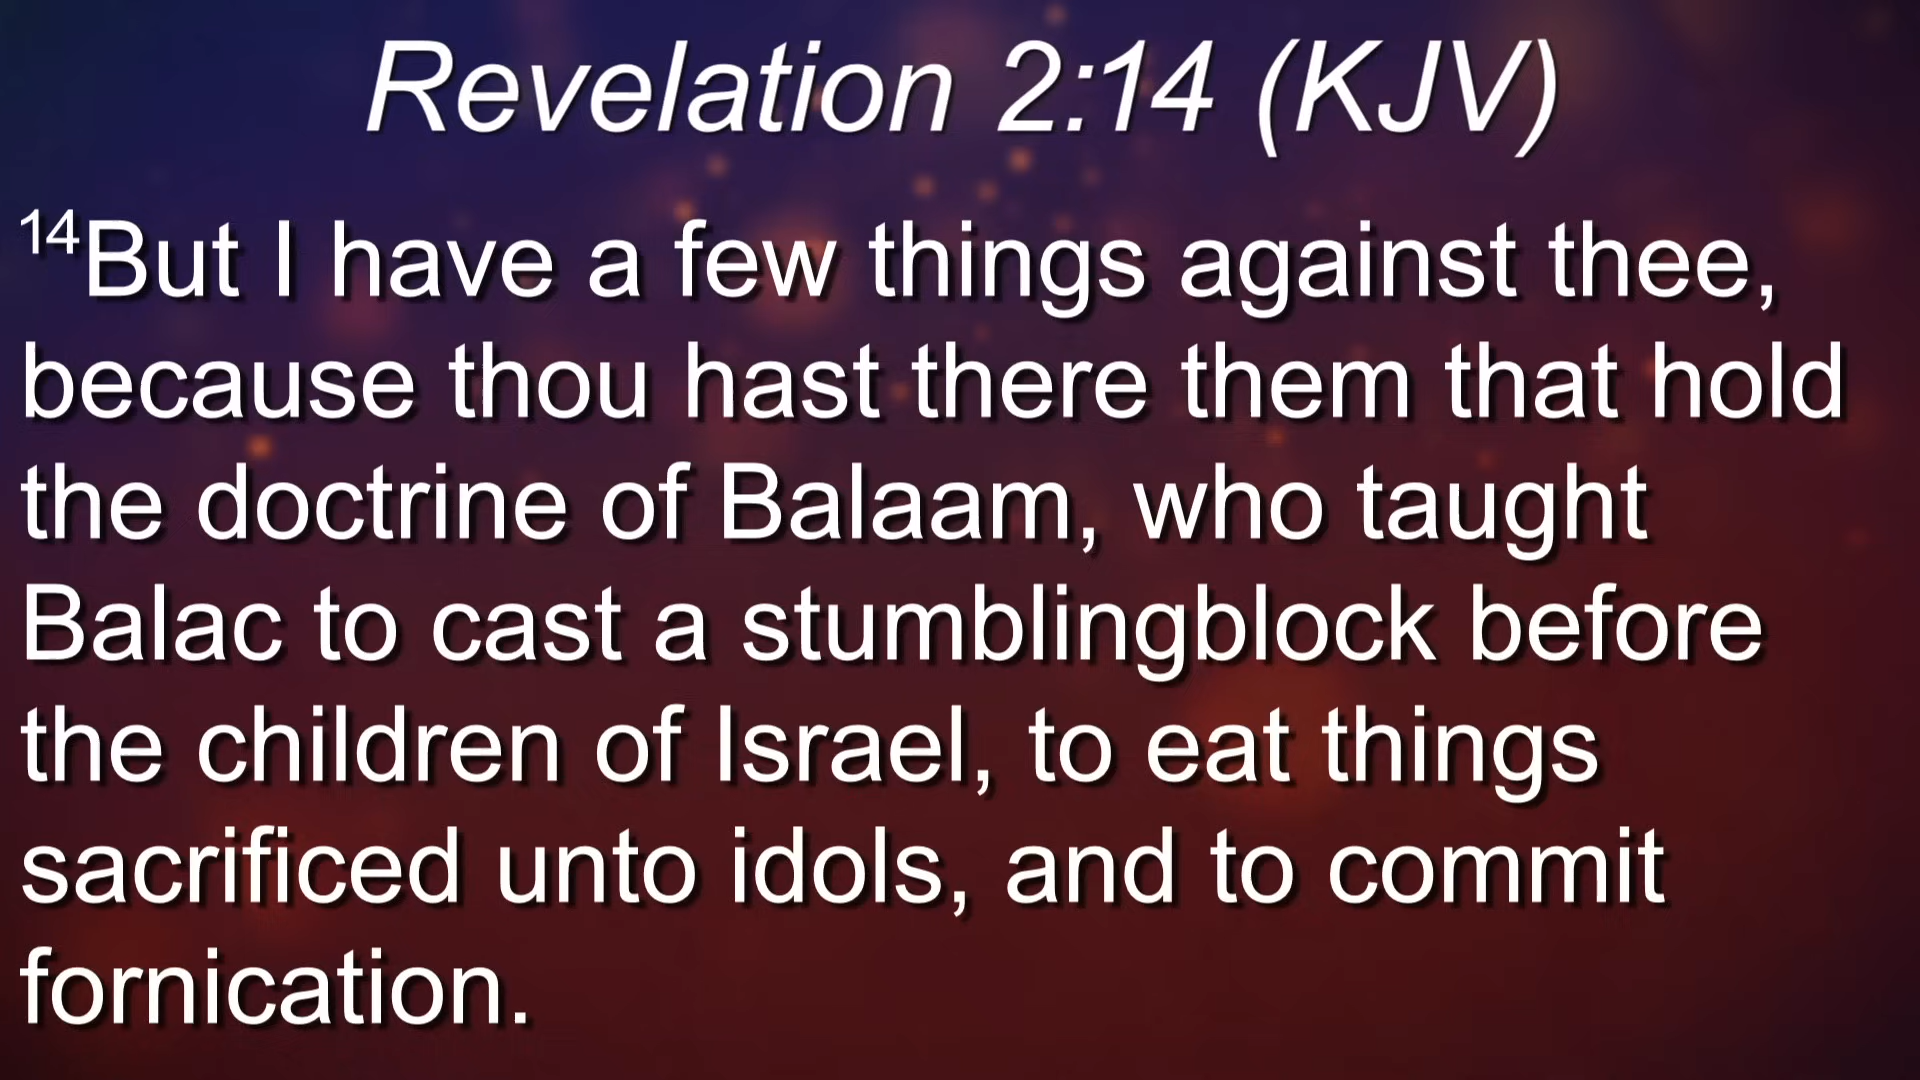 Revelation 2:14 (KJV)
14But I have a few things against thee,
because thou hast there them that hold
the doctrine of Balaam, who taught
Balac to cast a stumblingblock before
the children of Israel, to eat things
sacrificed unto idols, and to commit
fornication.